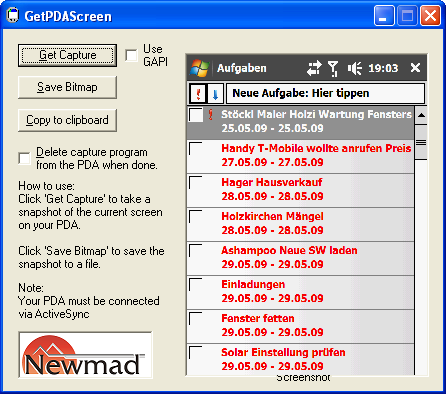 GetPDAScreen
Get Capture
Use
GAPI
Save Bitmap
Copy to clipboard
Delete capture program
from the PDA when done.
How to use:
Click 'Get Capture' to take a
snapshot of the current screen
on your PDA.
Click 'Save Bitmap' to save the
snapshot to a file.
Note:
Your PDA must be connected
via ActiveSync
Newmad
Aufgaben
19:03
Neue Aufgabe: Hier tippen
Stöckl Maler Holzi Wartung Fensters
25.05.09 - 25.05.09
Handy T-Mobile wollte anrufen Preis
27.05.09 - 27.05.09
Hager Hausverkauf
28.05.09 - 28.05.09
Holzkirchen Mängel
28.05.09 - 28.05.09
Ashampoo Neue SW laden
29.05.09 - 29.05.09
Einladungen
29.05.09 - 29.05.09
Fenster fetten
29.05.09 - 29.05.09
Solar Einstellung prüfen
29.05.09 - 29.05.09
Screenshot